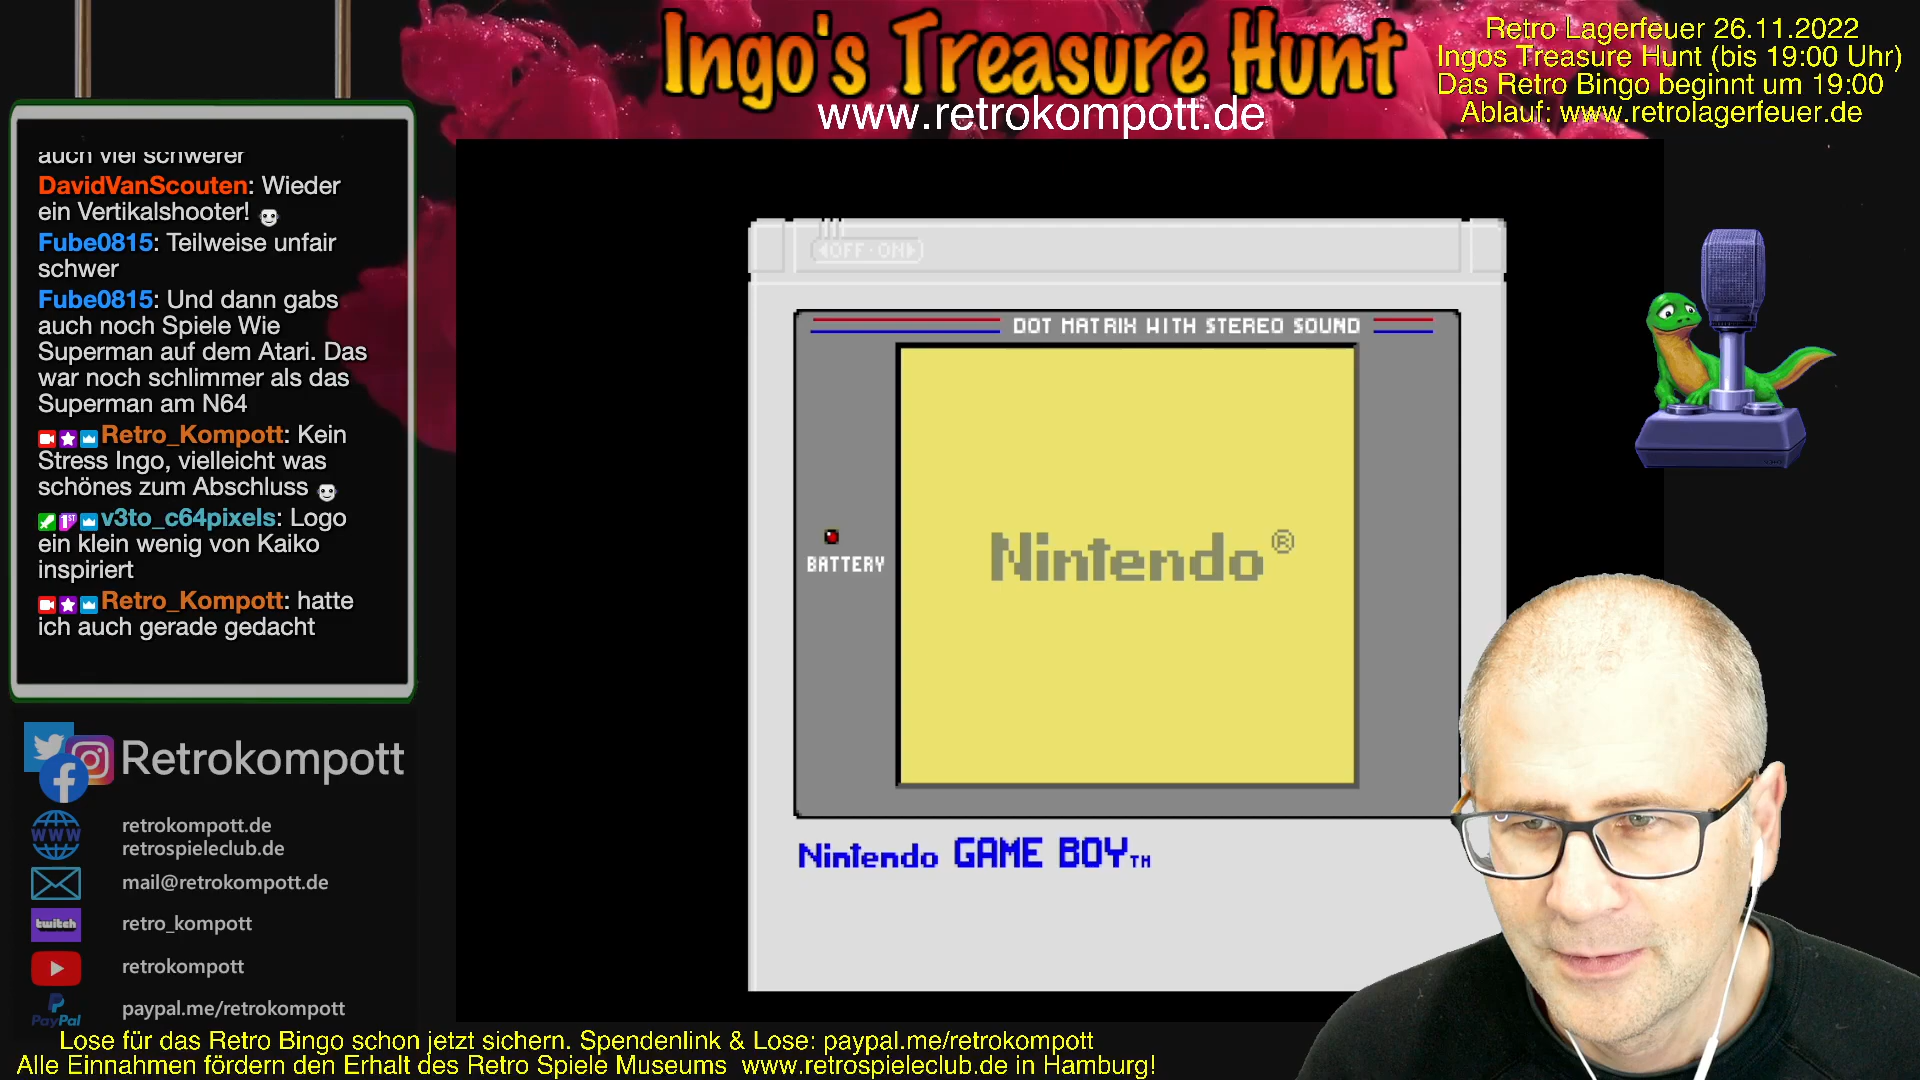 Ingo's Treasure Hunt
www.retrokompott.de
Retro Lagerfeuer 26.11.2022
Ingos Treasure Hunt (bis 19:00 Uhr)
Das Retro Bingo beginnt um 19:00
Ablauf: www.retrolagerfeuer.de
auch viel schwerer
DavidVanScouten: Wieder
ein Vertikalshooter!
Fube0815: Teilweise unfair
schwer
Fube0815: Und dann gabs
auch noch Spiele Wie
Superman auf dem Atari. Das
war noch schlimmer als das
Superman am N64
Retro_Kompott: Kein
Stress Ingo, vielleicht was
schönes zum Abschluss
1ST v3to_c64pixels: Logo
ein klein wenig von Kaiko
inspiriert
Retro_Kompott: hatte
ich auch gerade gedacht
OFF·ON
DOT MATRIX WITH STEREO SOUND
BATTERY
Nintendo®
Nintendo GAME BOY TM
Retrokompott
WWW
retrokompott.de
retrospieleclub.de
mail@retrokompott.de
twitch
retro_kompott
retrokompott
PayPal
paypal.me/retrokompott
Lose für das Retro Bingo schon jetzt sichern. Spendenlink & Lose: paypal.me/retrokompott
Alle Einnahmen fördern den Erhalt des Retro Spiele Museums www.retrospieleclub.de in Hamburg!